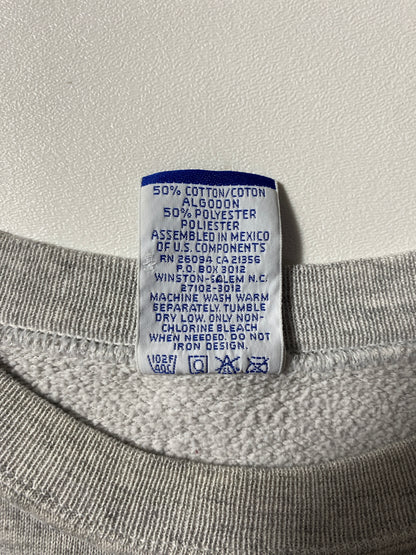 50% COTTON/COTON
ALGODON
50% POLYESTER
POLIESTER
ASSEMBLED IN MEXICO
OF U.S. COMPONENTS
RN 26094 CA 21356
P.O. BOX 3012
WINSTON-SALEM N.C.
27102-3012
MACHINE WASH WARM
SEPARATELY. TUMBLE
DRY LOW. ONLY NON-
CHLORINE BLEACH
WHEN NEEDED. DO NOT
IRON DESIGN.
102F
40C